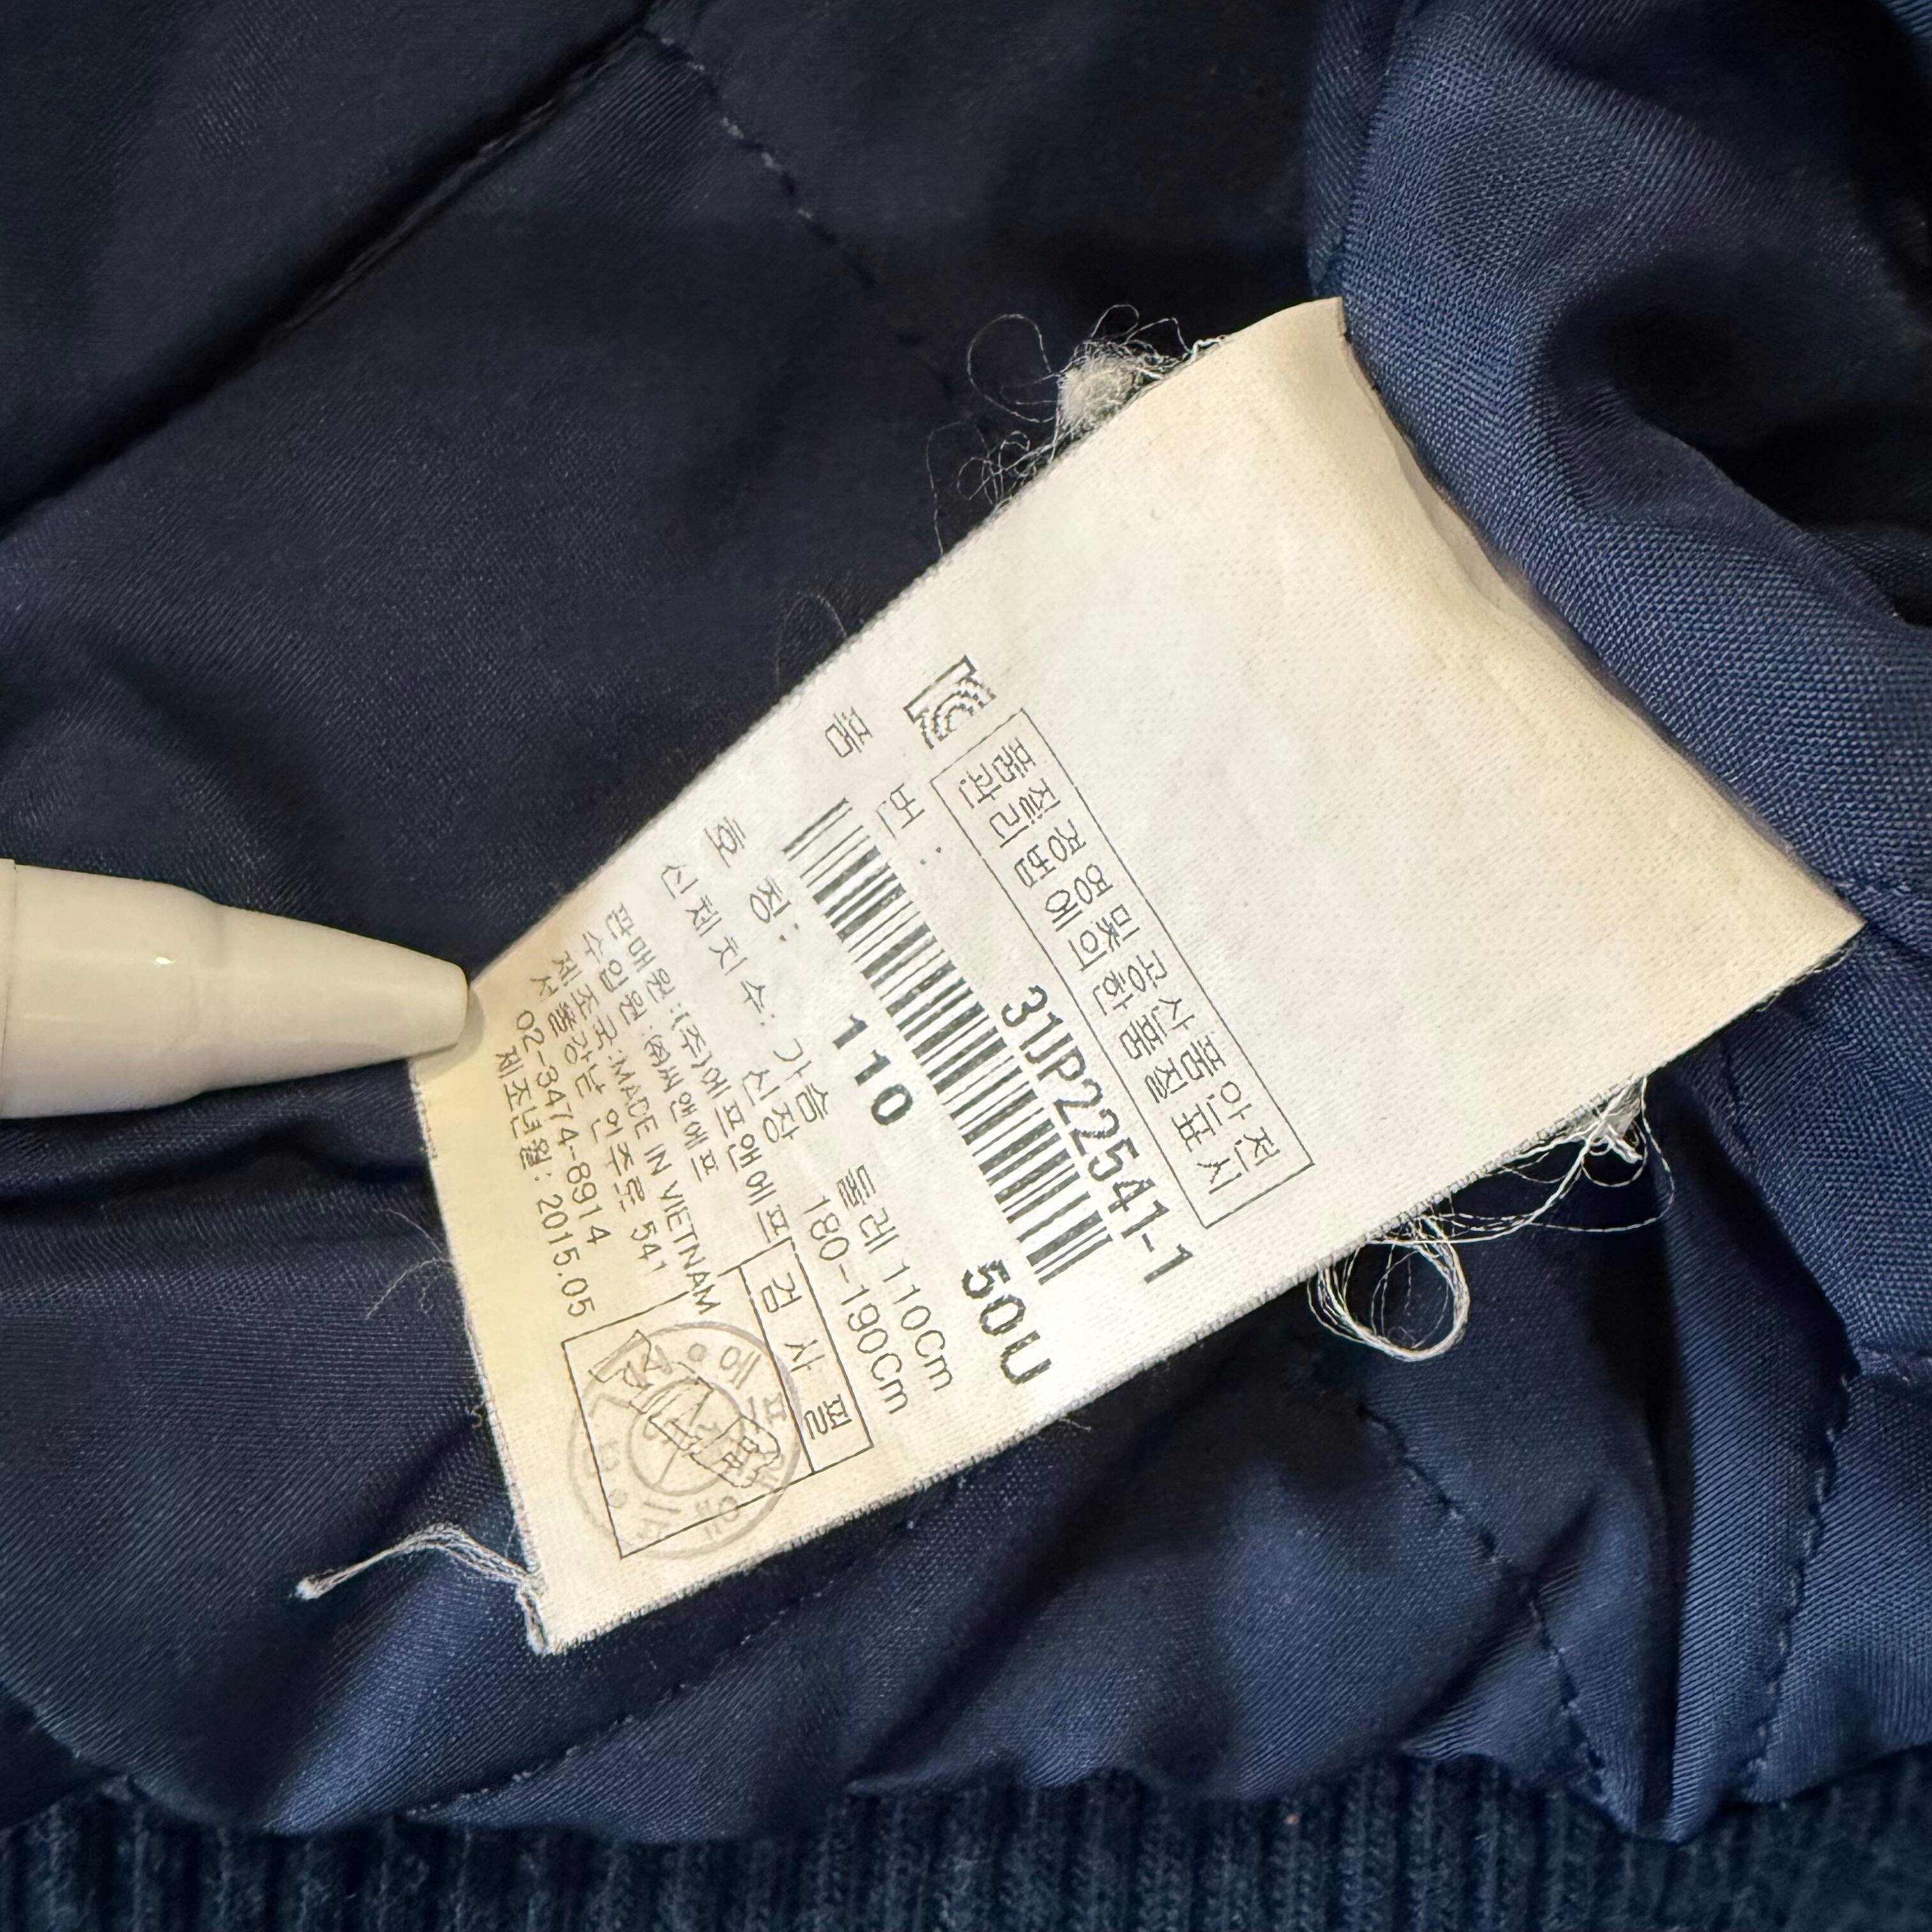 품질경영및공산품안전
관리법에의한품질표시
품 번 : 31JP22541-1
호 칭 : 110 50U
신체치수: 가슴 둘레 110Cm
신장 180-190Cm
판매원:(주)에프앤에프
수입원:㈜씨앤에프
제조국:MADE IN VIETNAM
서울강남 언주로 541
02-3474-8914
제조년월: 2015.05
검 사 필